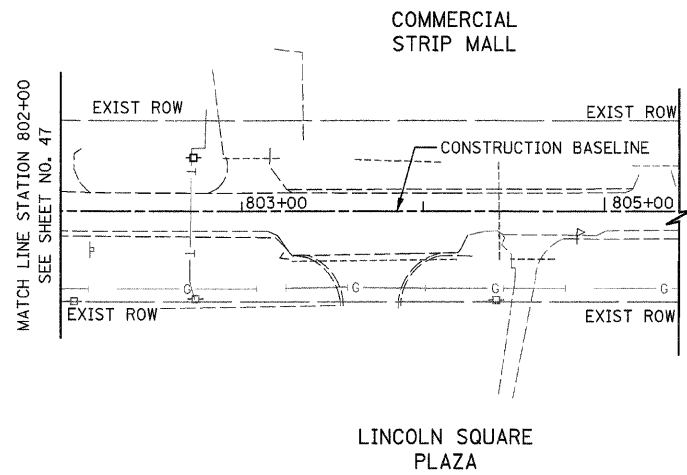 COMMERCIAL
STRIP MALL
MATCH LINE STATION 802+00
SEE SHEET NO. 47
EXIST ROW
EXIST ROW
CONSTRUCTION BASELINE
803+00
805+00
G
G
G
G
EXIST ROW
EXIST ROW
LINCOLN SQUARE
PLAZA